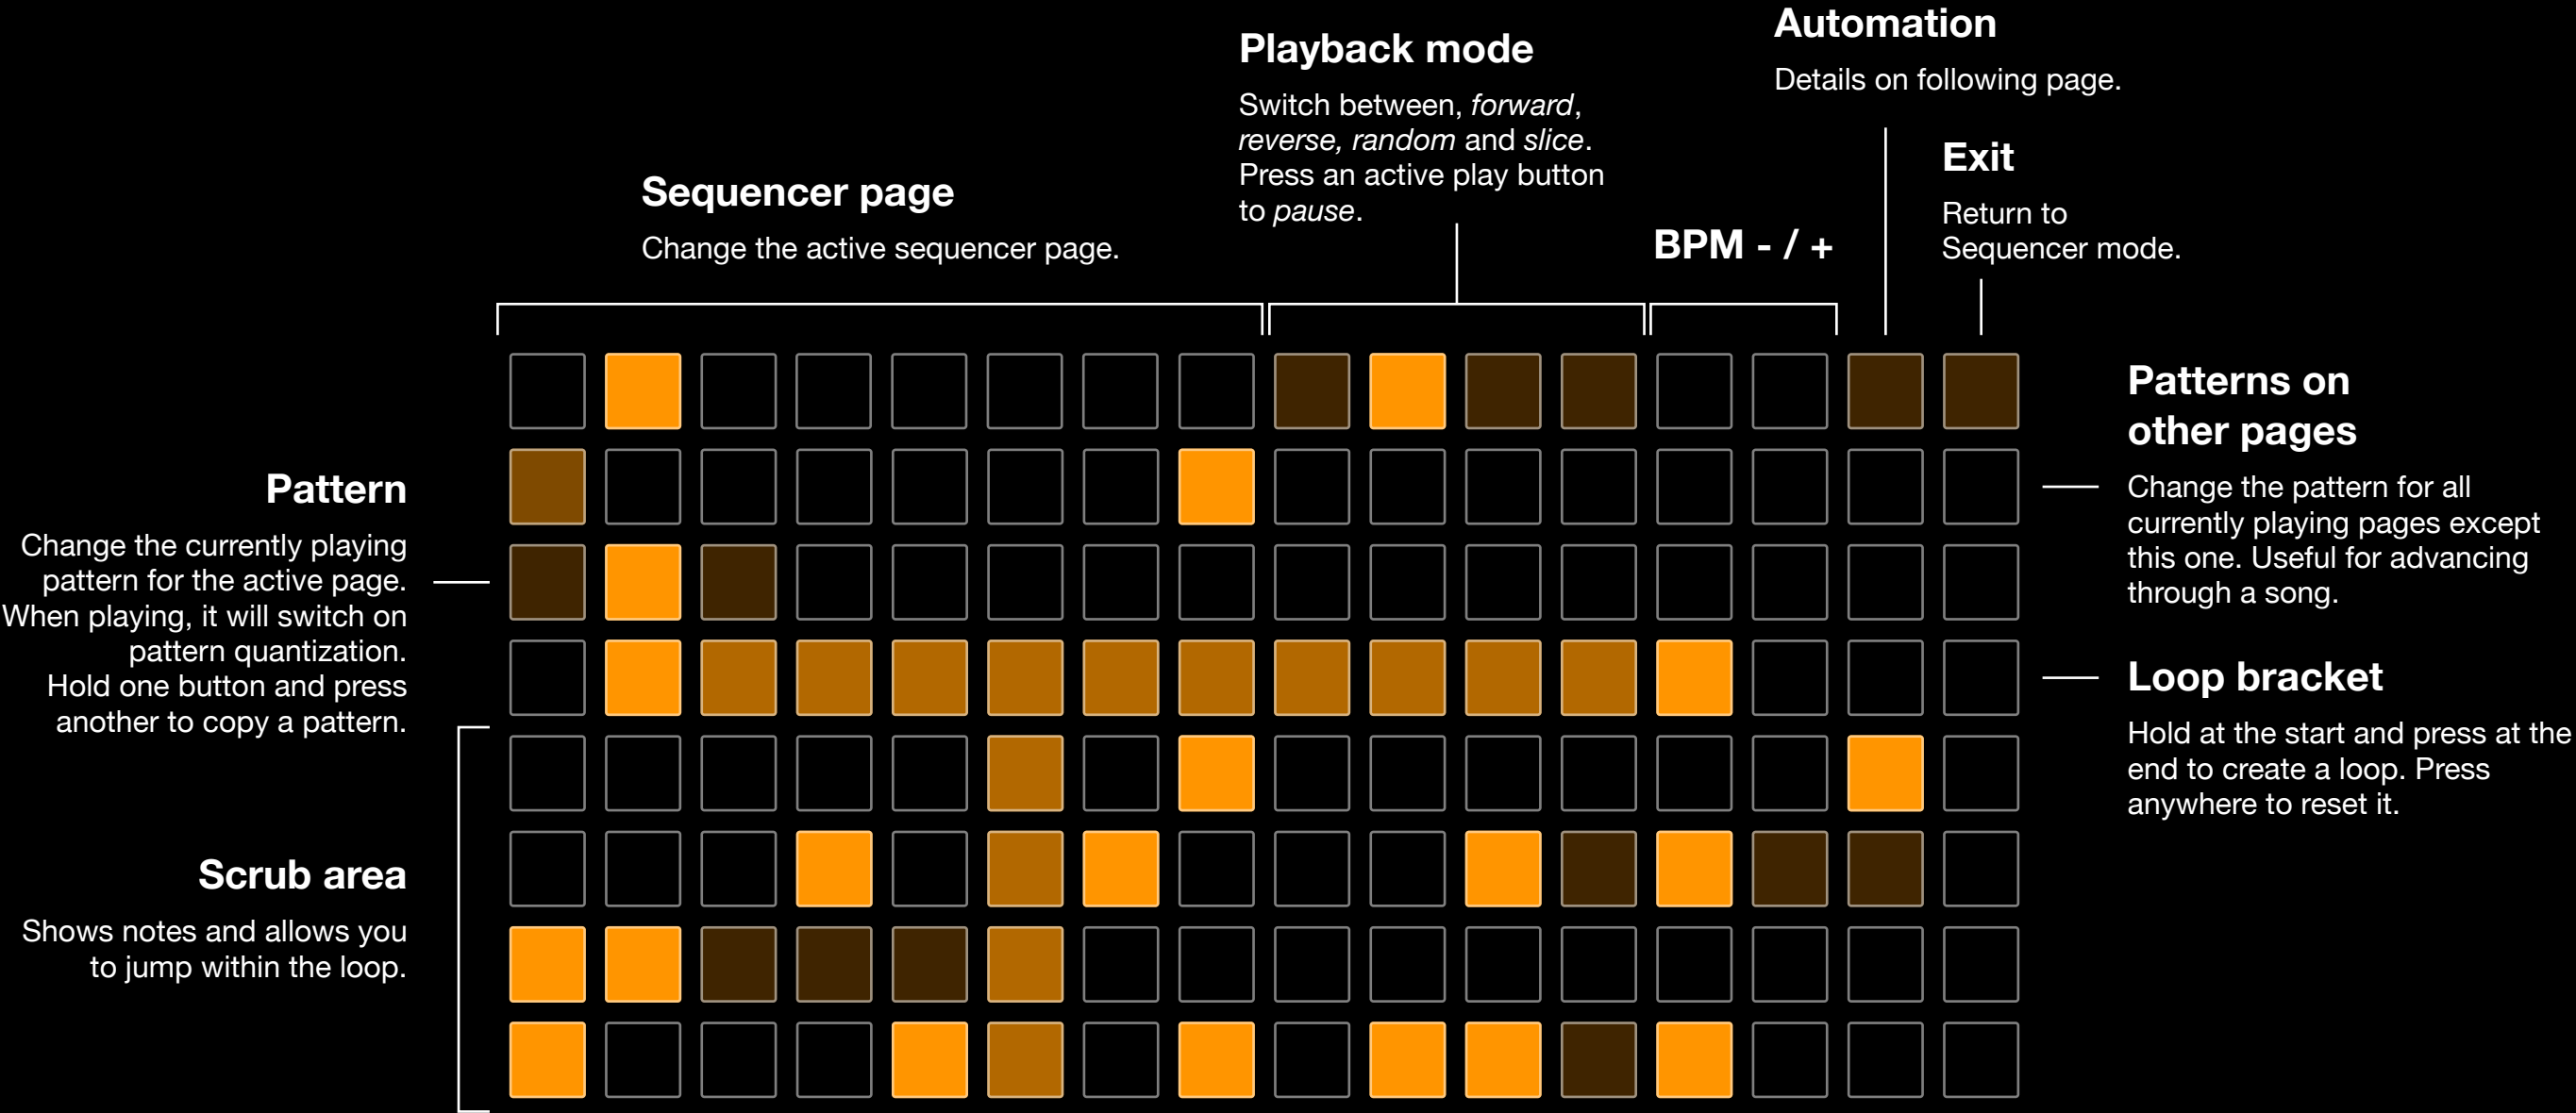 Automation
Details on following page.
Playback mode
Switch between, forward,
reverse, random and slice.
Press an active play button
to pause.
Exit
Return to
Sequencer mode.
Sequencer page
Change the active sequencer page.
BPM - / +
Pattern
Change the currently playing
pattern for the active page.
When playing, it will switch on
pattern quantization.
Hold one button and press
another to copy a pattern.
Scrub area
Shows notes and allows you
to jump within the loop.
Patterns on
other pages
Change the pattern for all
currently playing pages except
this one. Useful for advancing
through a song.
Loop bracket
Hold at the start and press at the
end to create a loop. Press
anywhere to reset it.